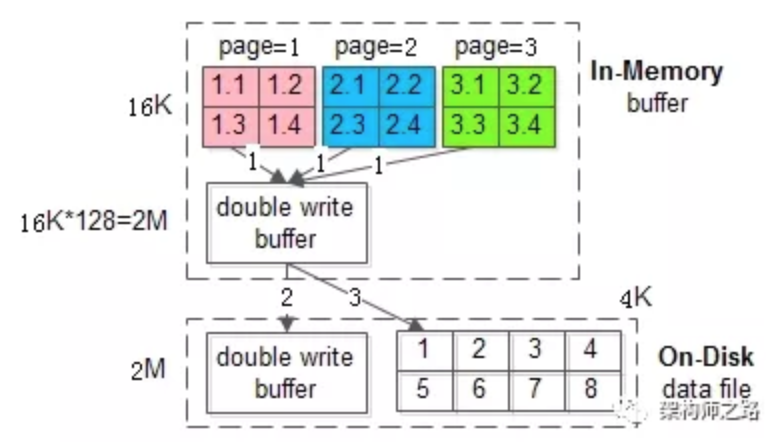 page=1 page=2 page=3
1.1 1.2 2.1 2.2 3.1 3.2
In-Memory
buffer
16K
1.3 1.4 2.3 2.4 3.3 3.4
1 1 1
16K*128=2M
double write
buffer
2 3
4K
2M
double write
buffer
1 2 3 4
5 6 7 8
On-Disk
data file
架构师之路